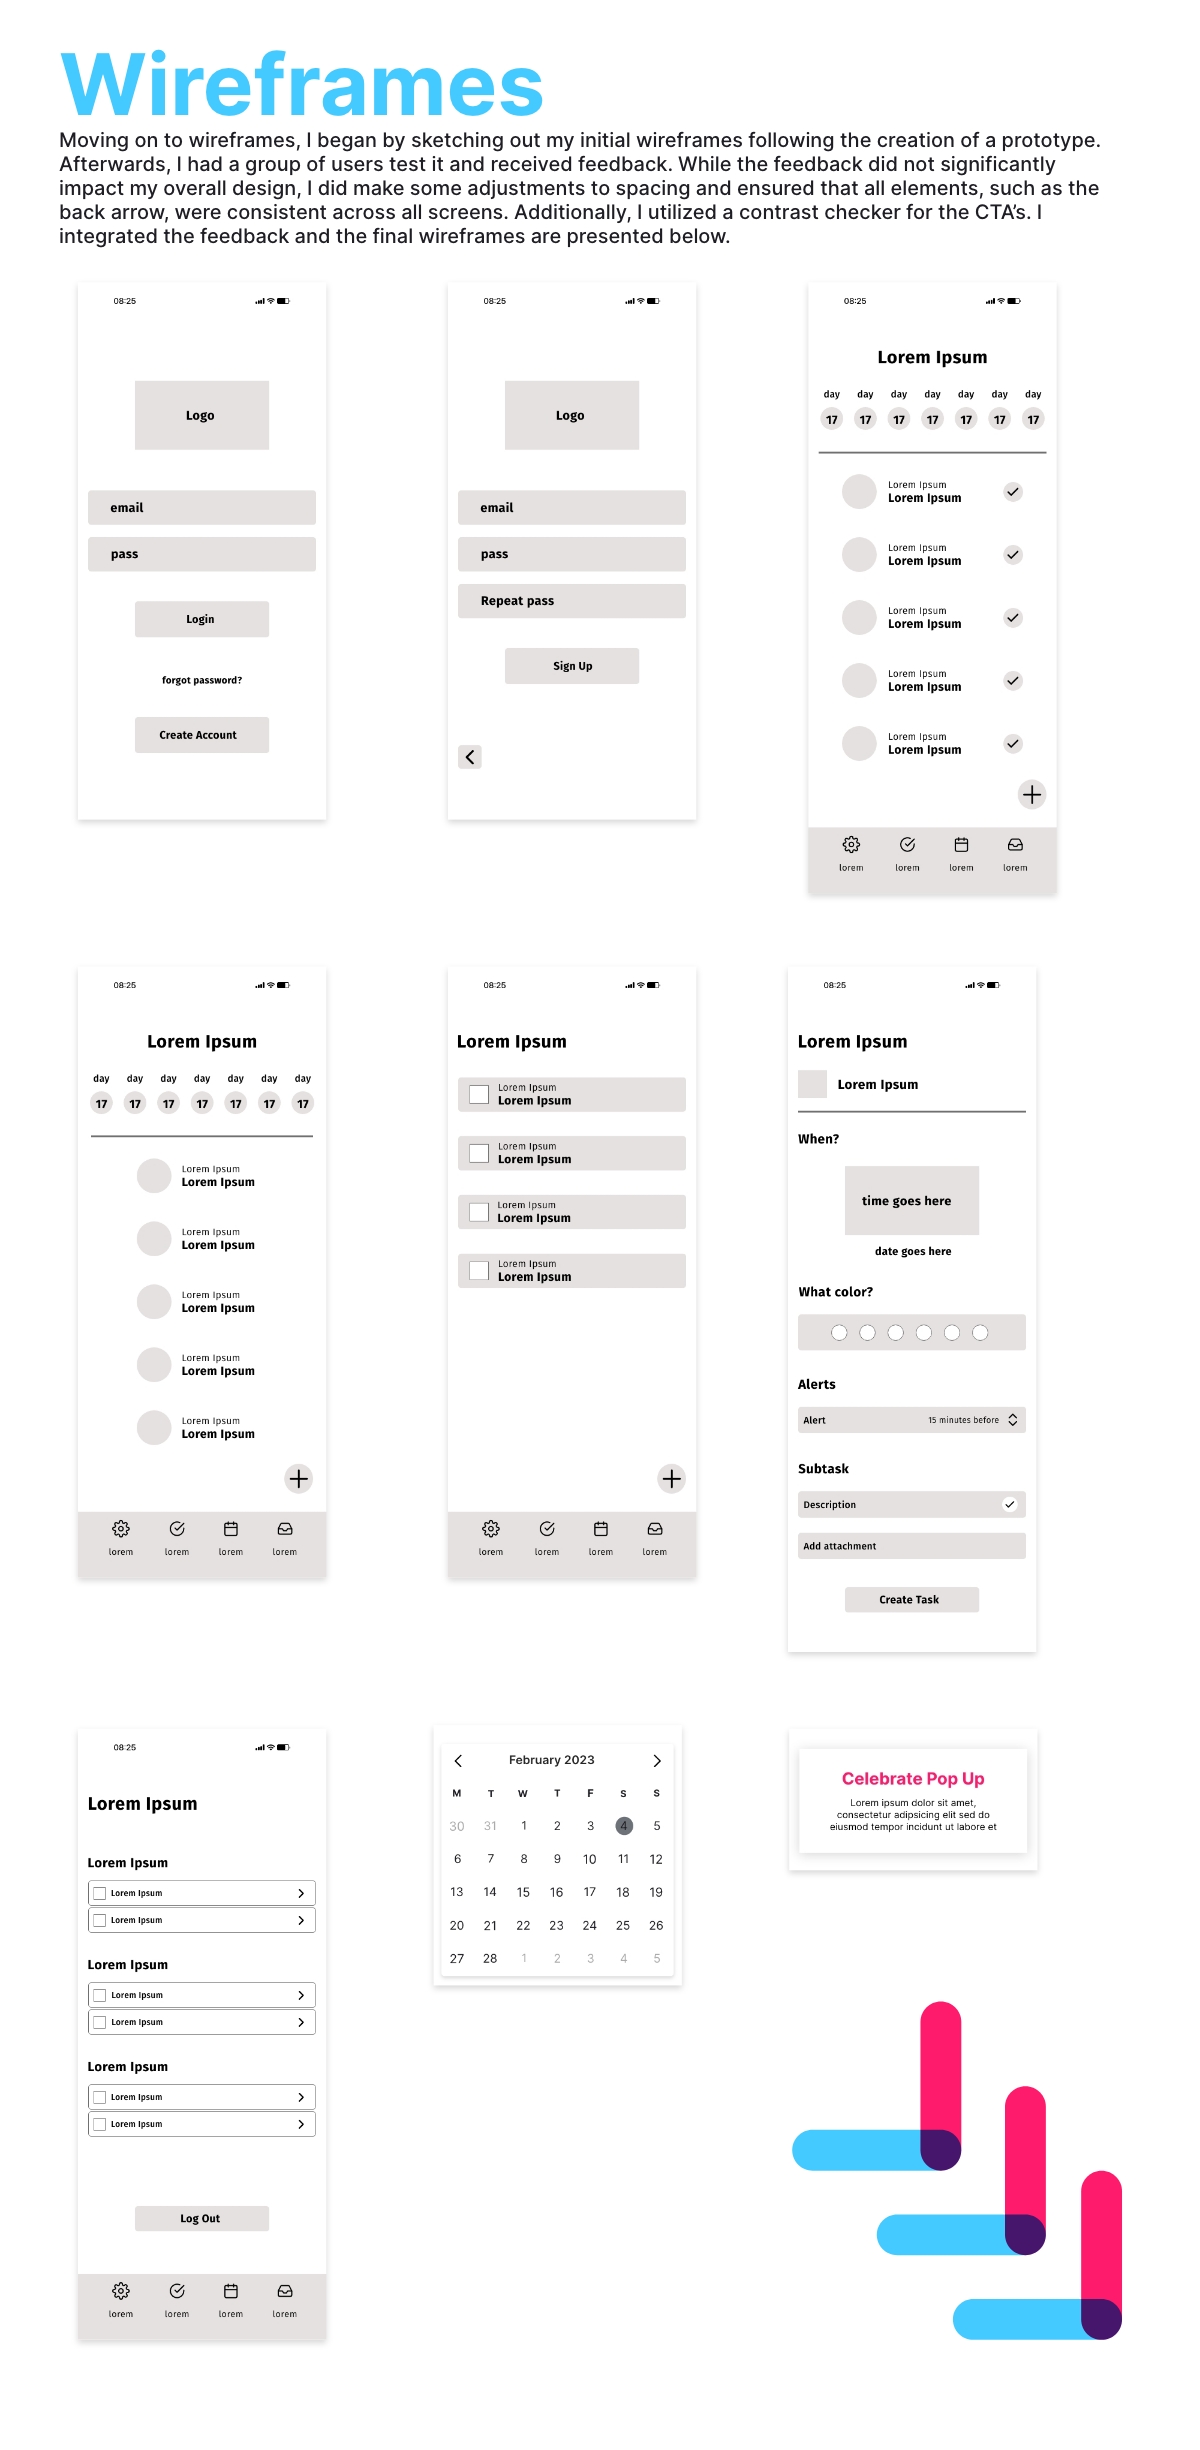 Wireframes
Moving on to wireframes, I began by sketching out my initial wireframes following the creation of a prototype.
Afterwards, I had a group of users test it and received feedback. While the feedback did not significantly
impact my overall design, I did make some adjustments to spacing and ensured that all elements, such as the
back arrow, were consistent across all screens. Additionally, I utilized a contrast checker for the CTA’s. I
integrated the feedback and the final wireframes are presented below.
08:25
Logo
email
pass
Login
forgot password?
Create Account
08:25
Logo
email
pass
Repeat pass
Sign Up
08:25
Lorem Ipsum
day day day day day day day
17 17 17 17 17 17 17
Lorem Ipsum
Lorem Ipsum
Lorem Ipsum
Lorem Ipsum
Lorem Ipsum
Lorem Ipsum
Lorem Ipsum
Lorem Ipsum
Lorem Ipsum
Lorem Ipsum
lorem lorem lorem lorem
08:25
Lorem Ipsum
day day day day day day day
17 17 17 17 17 17 17
Lorem Ipsum
Lorem Ipsum
Lorem Ipsum
Lorem Ipsum
Lorem Ipsum
Lorem Ipsum
Lorem Ipsum
Lorem Ipsum
Lorem Ipsum
Lorem Ipsum
lorem lorem lorem lorem
08:25
Lorem Ipsum
Lorem Ipsum
Lorem Ipsum
Lorem Ipsum
Lorem Ipsum
Lorem Ipsum
Lorem Ipsum
Lorem Ipsum
Lorem Ipsum
lorem lorem lorem lorem
08:25
Lorem Ipsum
Lorem Ipsum
When?
time goes here
date goes here
What color?
Alerts
Alert 15 minutes before
Subtask
Description
Add attachment
Create Task
08:25
Lorem Ipsum
Lorem Ipsum
Lorem Ipsum
Lorem Ipsum
Lorem Ipsum
Lorem Ipsum
Lorem Ipsum
Lorem Ipsum
Lorem Ipsum
Lorem Ipsum
Log Out
lorem lorem lorem lorem
February 2023
M T W T F S S
30 31 1 2 3 4 5
6 7 8 9 10 11 12
13 14 15 16 17 18 19
20 21 22 23 24 25 26
27 28 1 2 3 4 5
Celebrate Pop Up
Lorem ipsum dolor sit amet,
consectetur adipsicing elit sed do
eiusmod tempor incidunt ut labore et